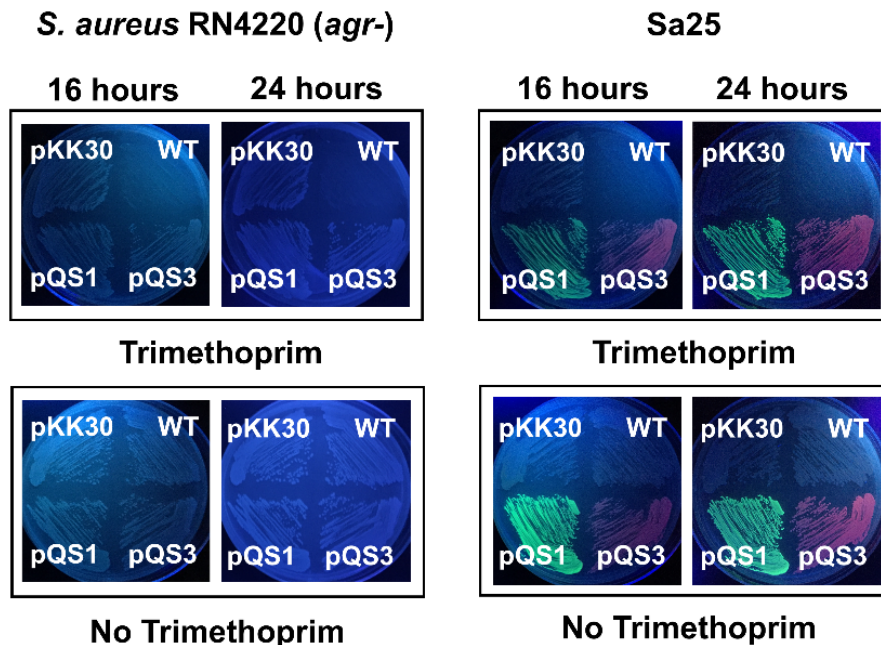 S. aureus RN4220 (agr-)
16 hours 24 hours
pKK30 WT pKK30 WT
pQS1 pQS3 pQS1 pQS3
Trimethoprim
pKK30 WT pKK30 WT
pQS1 pQS3 pQS1 pQS3
No Trimethoprim
Sa25
16 hours 24 hours
pKK30 WT pKK30 WT
pQS1 pQS3 pQS1 pQS3
Trimethoprim
pKK30 WT pKK30 WT
pQS1 pQS3 pQS1 pQS3
No Trimethoprim